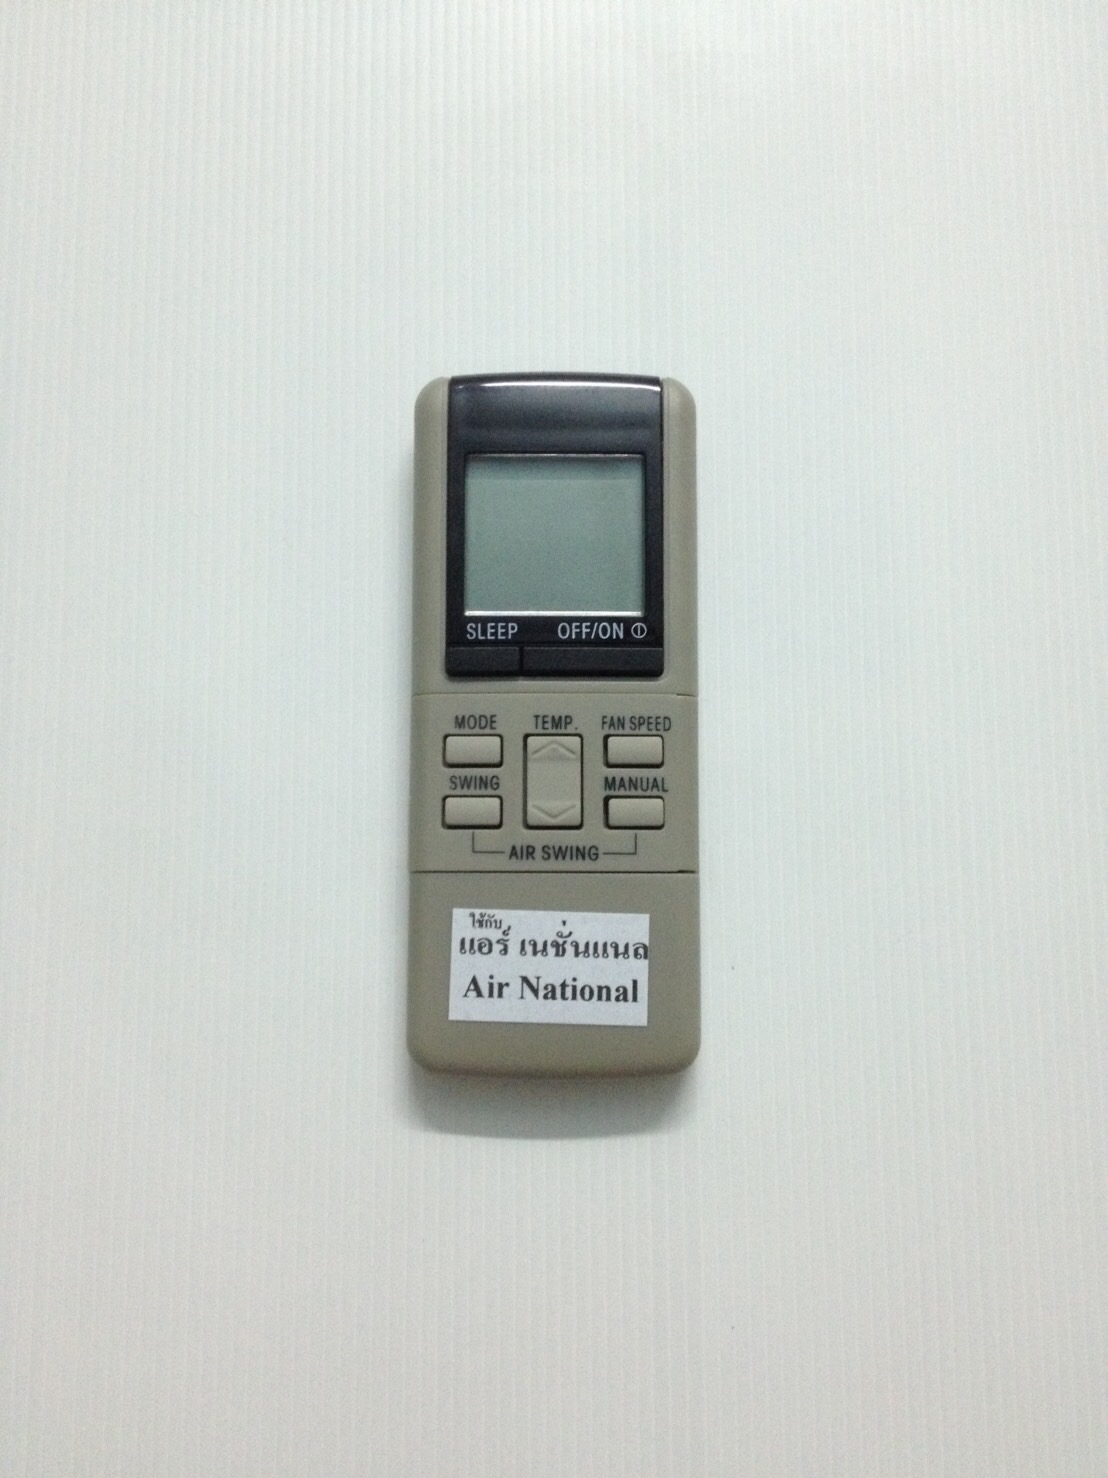 SLEEP OFF/ON
MODE TEMP. FAN SPEED
SWING MANUAL
AIR SWING
ใช้กับ
แอร์ เนชั่นแนล
Air National